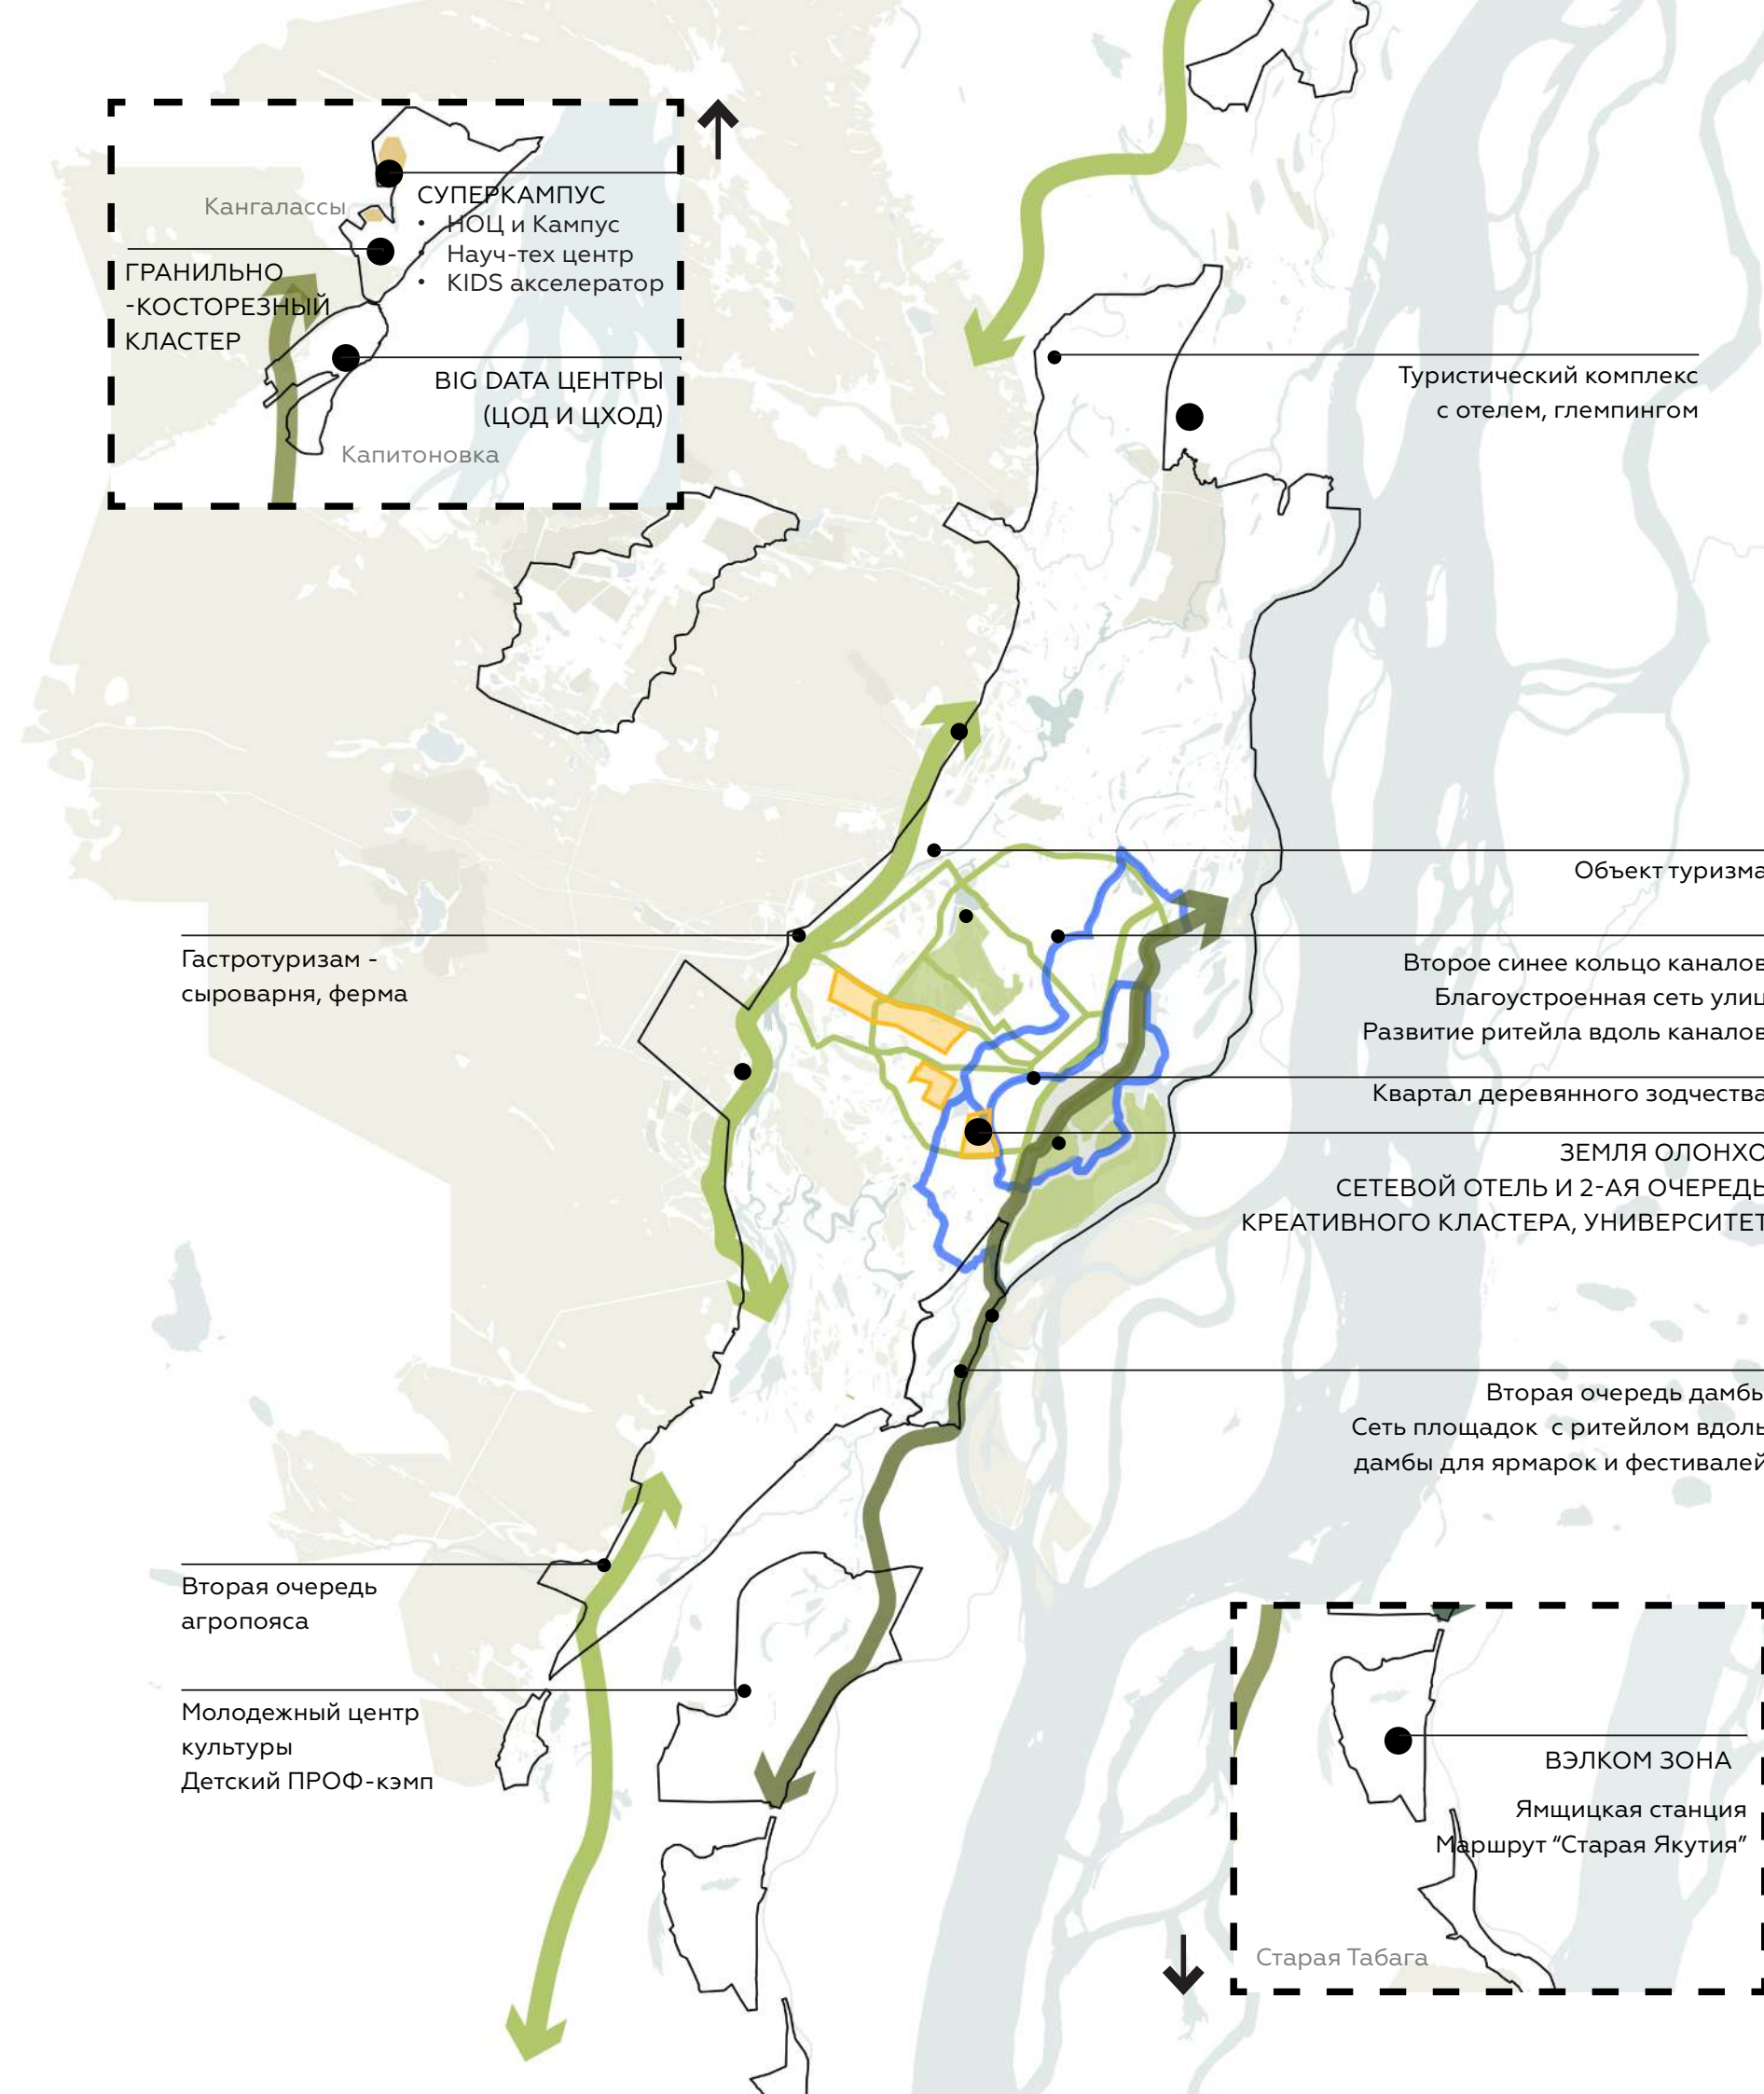 Кангалассы
СУПЕРКАМПУС
• НОЦ и Кампус
• Науч-тех центр
• KIDS акселератор
ГРАНИЛЬНО
-КОСТОРЕЗНЫЙ
КЛАСТЕР
BIG DATA ЦЕНТРЫ
(ЦОД И ЦХОД)
Капитоновка
Туристический комплекс
с отелем, глемпингом
Объект туризма
Гастротуризам -
сыроварня, ферма
Второе синее кольцо каналов
Благоустроенная сеть улиц
Развитие ритейла вдоль каналов
Квартал деревянного зодчества
ЗЕМЛЯ ОЛОНХО
СЕТЕВОЙ ОТЕЛЬ И 2-АЯ ОЧЕРЕДЬ
КРЕАТИВНОГО КЛАСТЕРА, УНИВЕРСИТЕТ
Вторая очередь дамбы
Сеть площадок с ритейлом вдоль
дамбы для ярмарок и фестивалей
Вторая очередь
агропояса
Молодежный центр
культуры
Детский ПРОФ-кэмп
ВЭЛКОМ ЗОНА
Ямщицкая станция
Маршрут “Старая Якутия”
Старая Табага